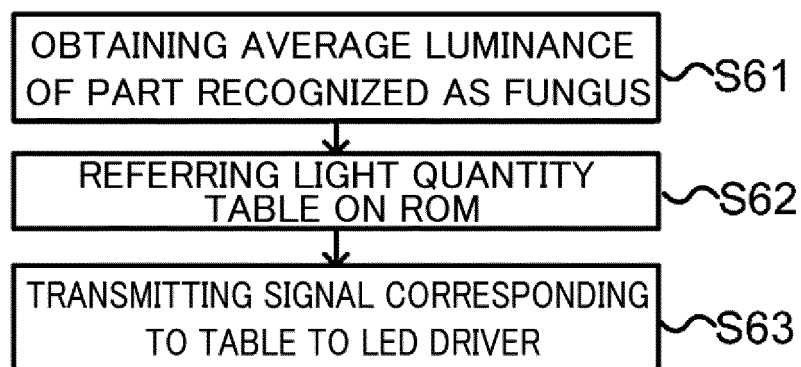 OBTAINING AVERAGE LUMINANCE
OF PART RECOGNIZED AS FUNGUS
S61
REFERRING LIGHT QUANTITY
TABLE ON ROM
S62
TRANSMITTING SIGNAL CORRESPONDING
TO TABLE TO LED DRIVER
S63